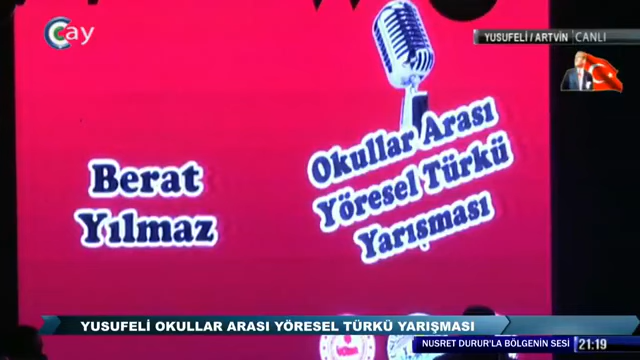 Çay
YUSUFELİ / ARTVİN CANLI
Berat
Yılmaz
Okullar Arası
Yöresel Türkü
Yarışması
YUSUFELİ OKULLAR ARASI YÖRESEL TÜRKÜ YARIŞMASI
NUSRET DURUR'LA BÖLGENİN SESİ 21:19